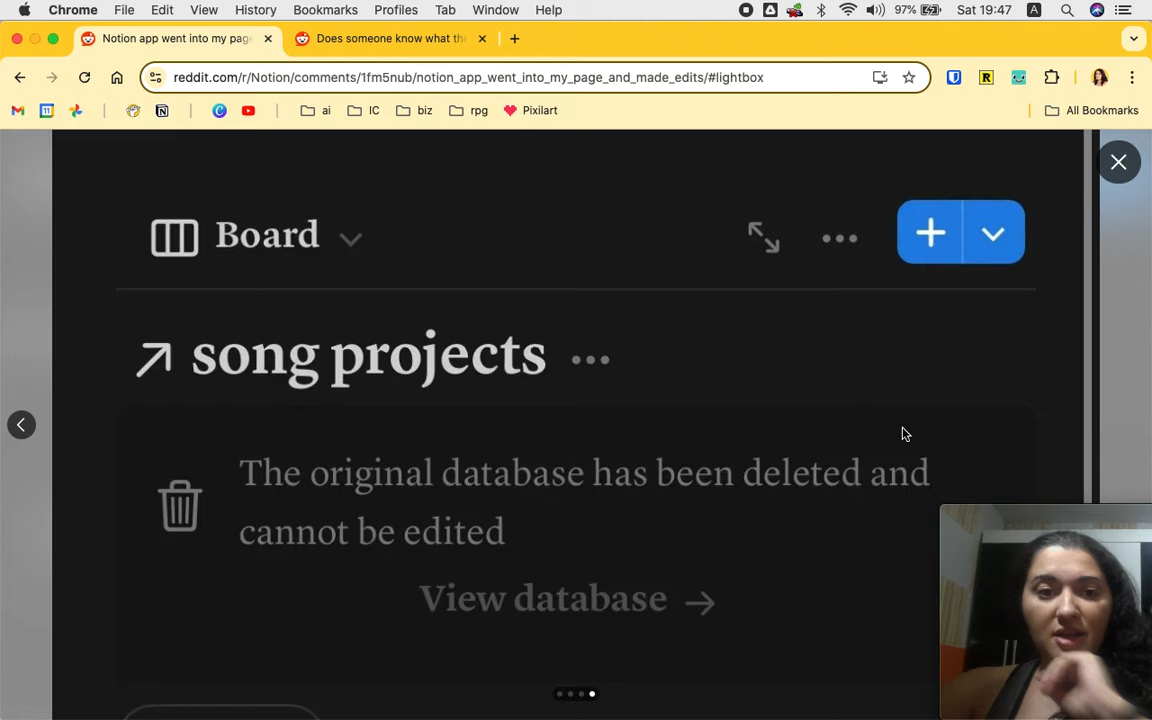 Chrome File Edit View History Bookmarks Profiles Tab Window Help 97% Sat 19:47 A
Notion app went into my page Does someone know what the
reddit.com/r/Notion/comments/1fm5nub/notion_app_went_into_my_page_and_made_edits/#lightbox
ai IC biz rpg Pixilart All Bookmarks
Board
song projects
The original database has been deleted and
cannot be edited
View database →